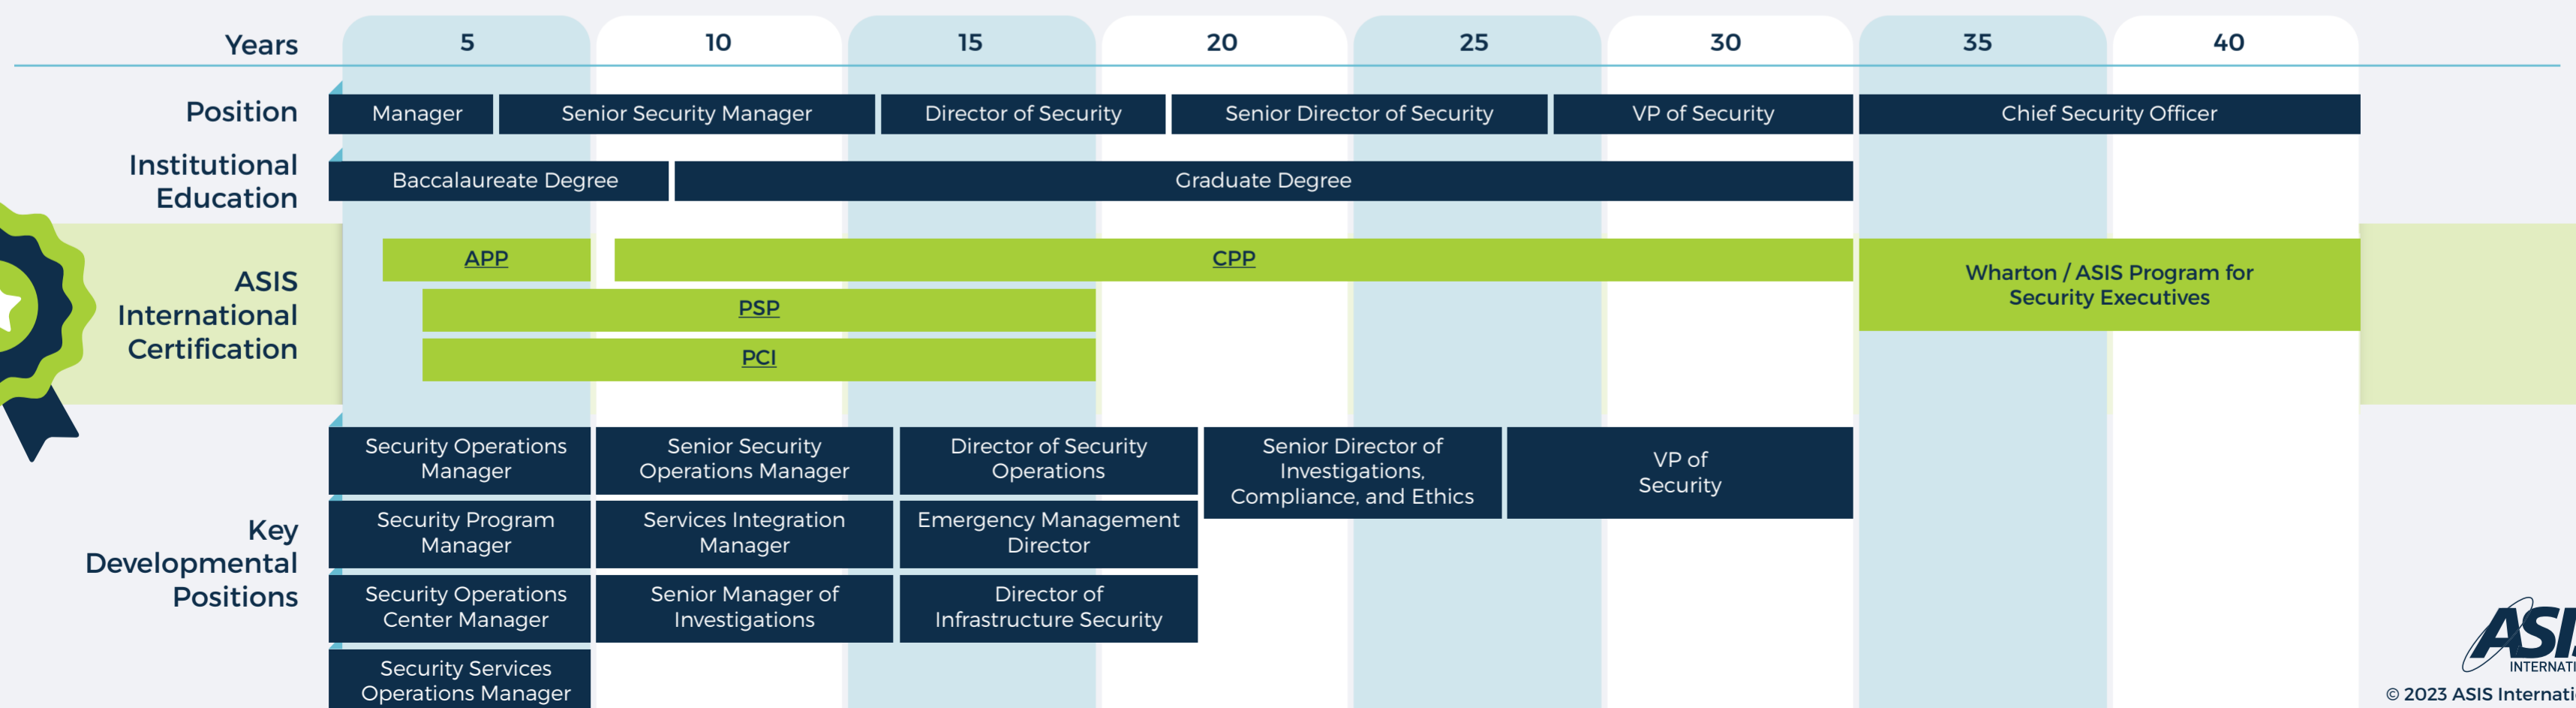 Years 5 10 15 20 25 30 35 40
Position Manager Senior Security Manager Director of Security Senior Director of Security VP of Security Chief Security Officer
Institutional
Education
Baccalaureate Degree Graduate Degree
ASIS
International
Certification
APP CPP
PSP
PCI
Wharton / ASIS Program for
Security Executives
Key
Developmental
Positions
Security Operations
Manager
Senior Security
Operations Manager
Director of Security
Operations
Senior Director of
Investigations,
Compliance, and Ethics
VP of
Security
Security Program
Manager
Services Integration
Manager
Emergency Management
Director
Security Operations
Center Manager
Senior Manager of
Investigations
Director of
Infrastructure Security
Security Services
Operations Manager
ASIS
INTERNATI
© 2023 ASIS Internati